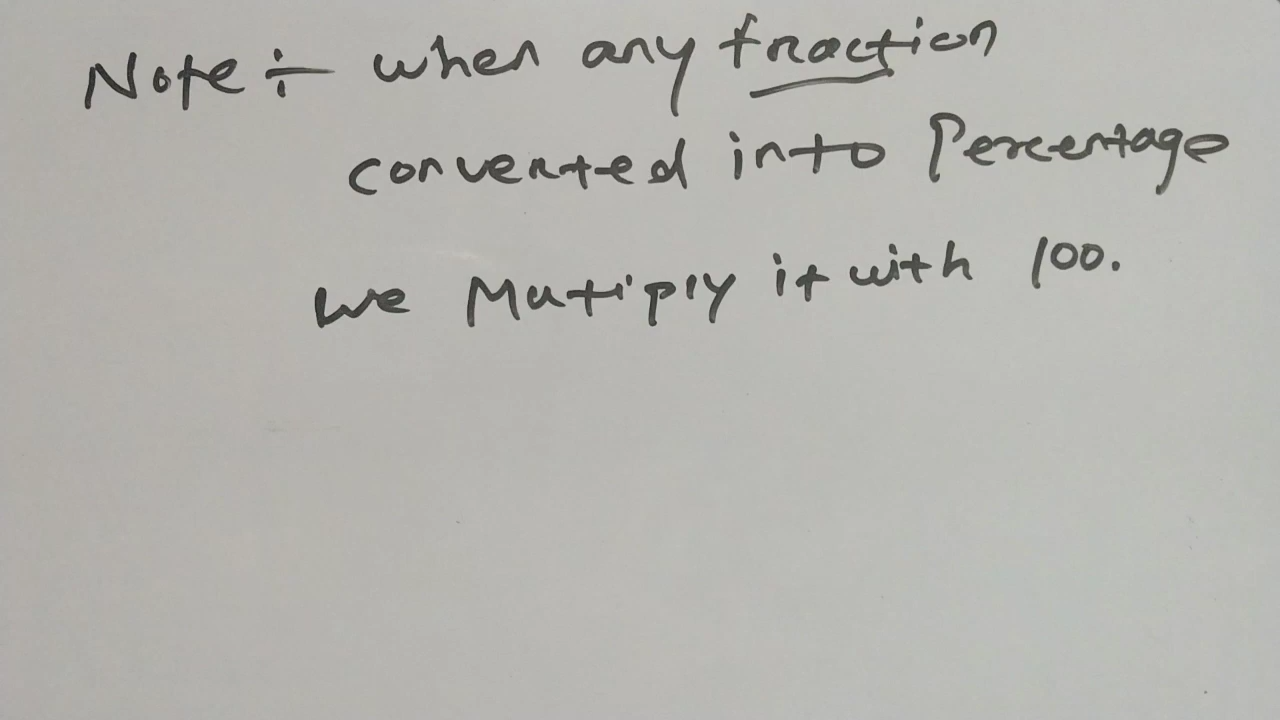 Note :- when any fraction
converted into Percentage
we Mutiply it with 100.